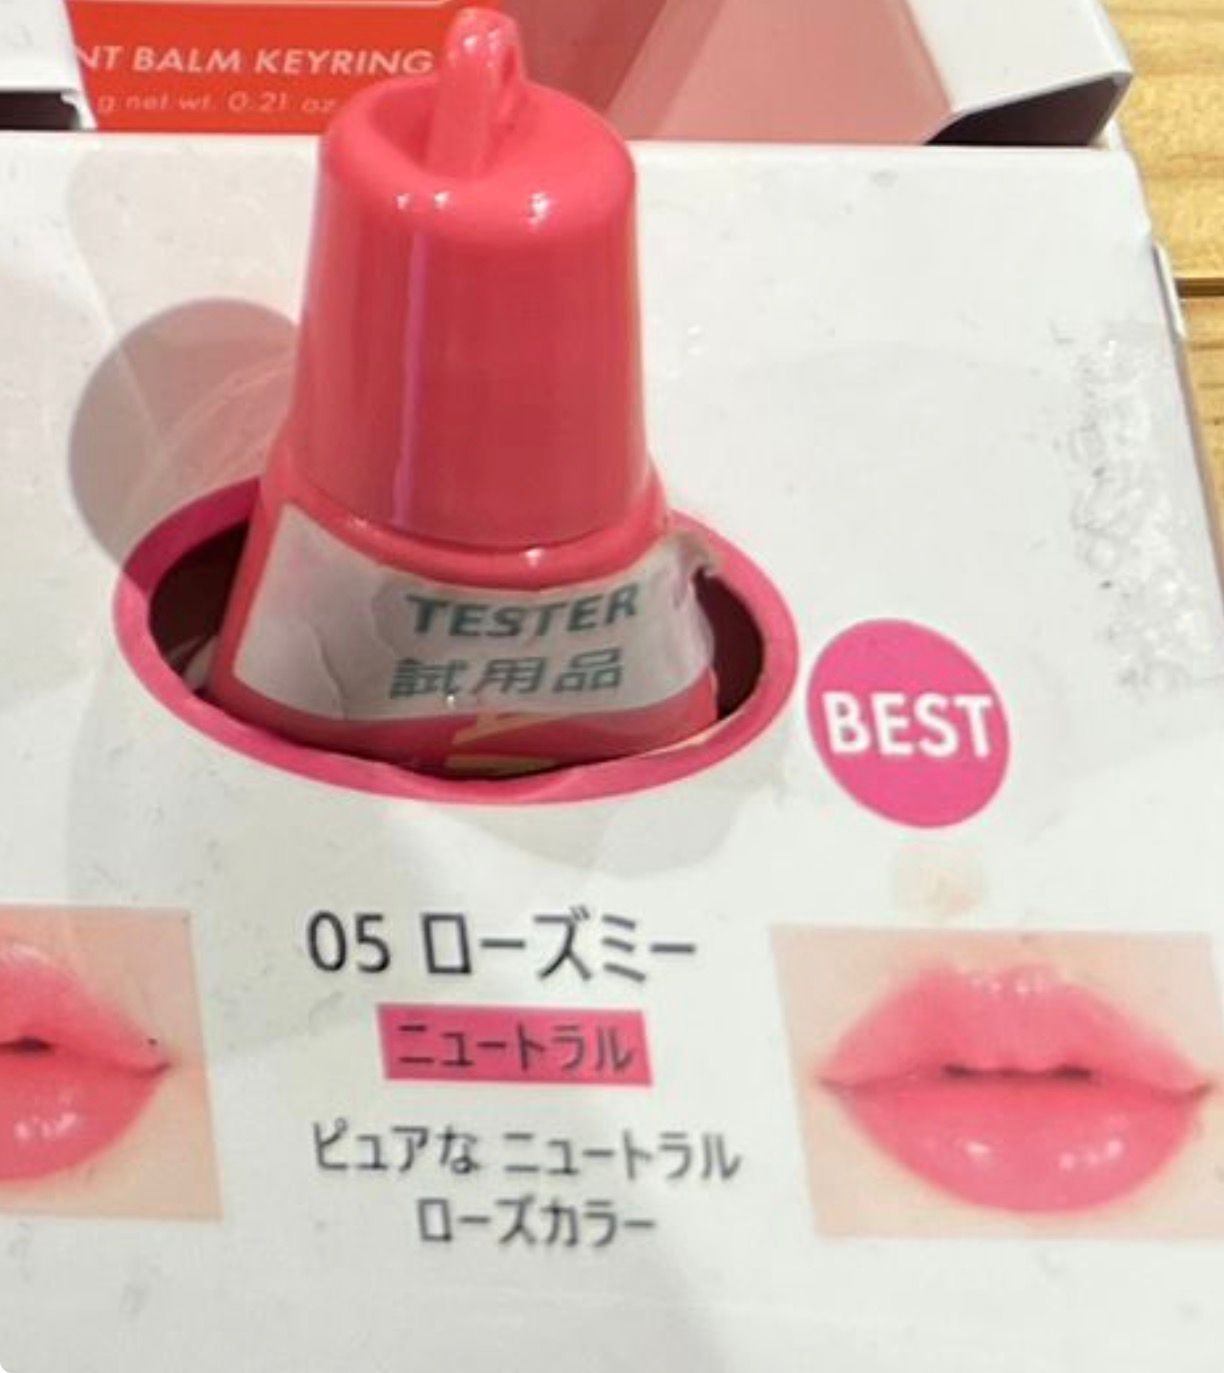 BALM KEYRING
g net wt. 0.21 oz
TESTER
試用品
BEST
05 ローズミー
ニュートラル
ピュアな ニュートラル
ローズカラー